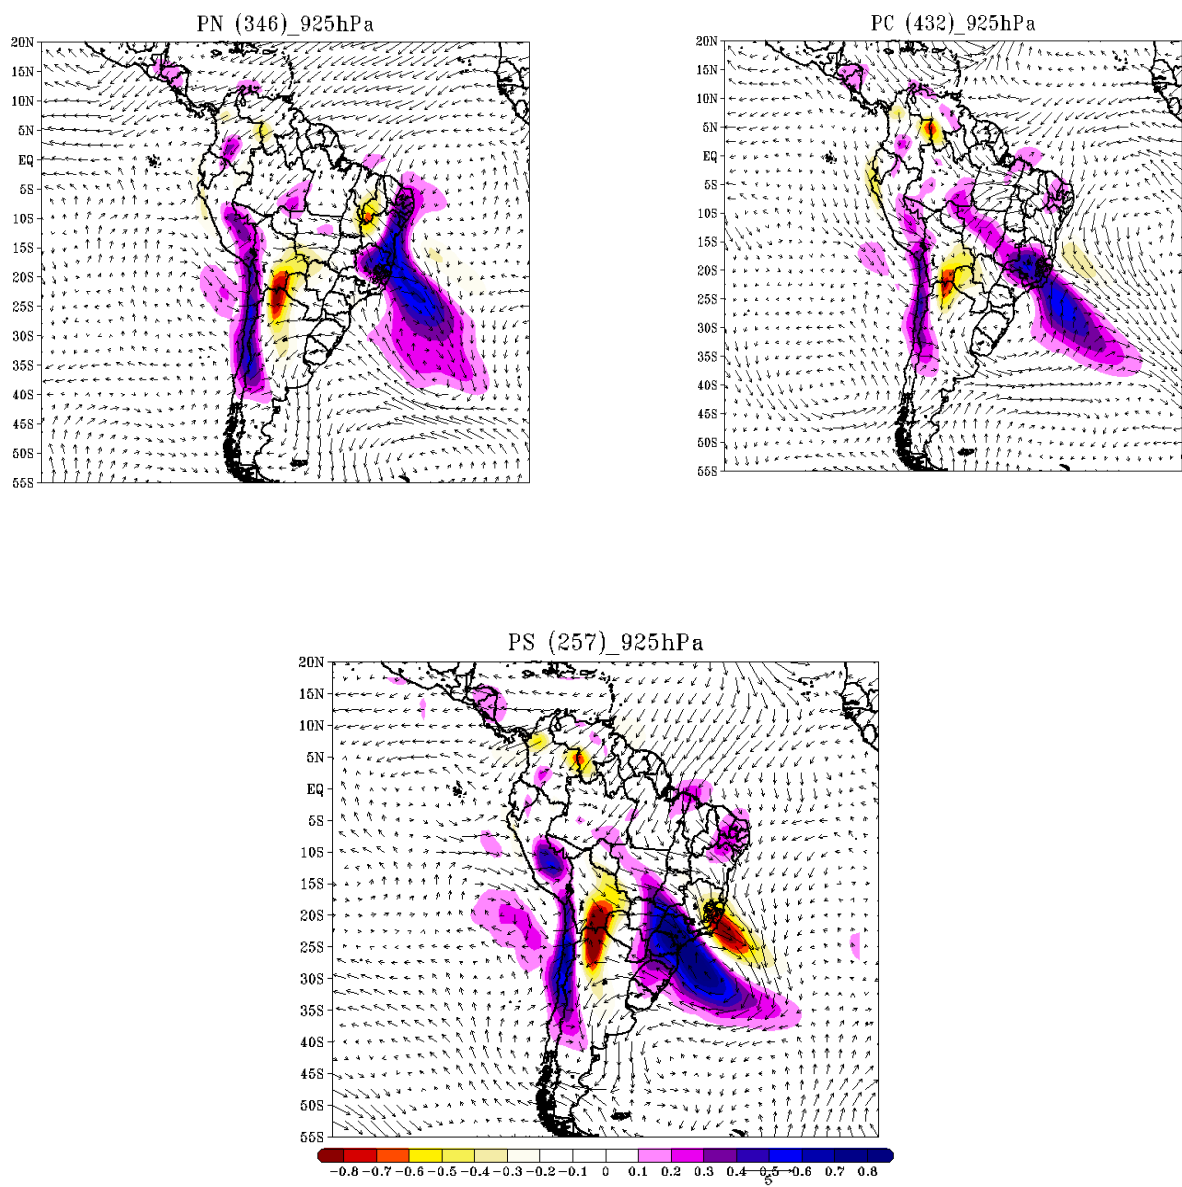 PN (346)_925hPa
20N
15N
10N
5N
EQ
5S
10S
15S
20S
25S
30S
35S
40S
45S
50S
55S
PC (432)_925hPa
20N
15N
10N
5N
EQ
5S
10S
15S
20S
25S
30S
35S
40S
45S
50S
55S
PS (257)_925hPa
20N
15N
10N
5N
EQ
5S
10S
15S
20S
25S
30S
35S
40S
45S
50S
55S
-0.8 -0.7 -0.6 -0.5 -0.4 -0.3 -0.2 -0.1 0 0.1 0.2 0.3 0.4 0.5 0.6 0.7 0.8
5